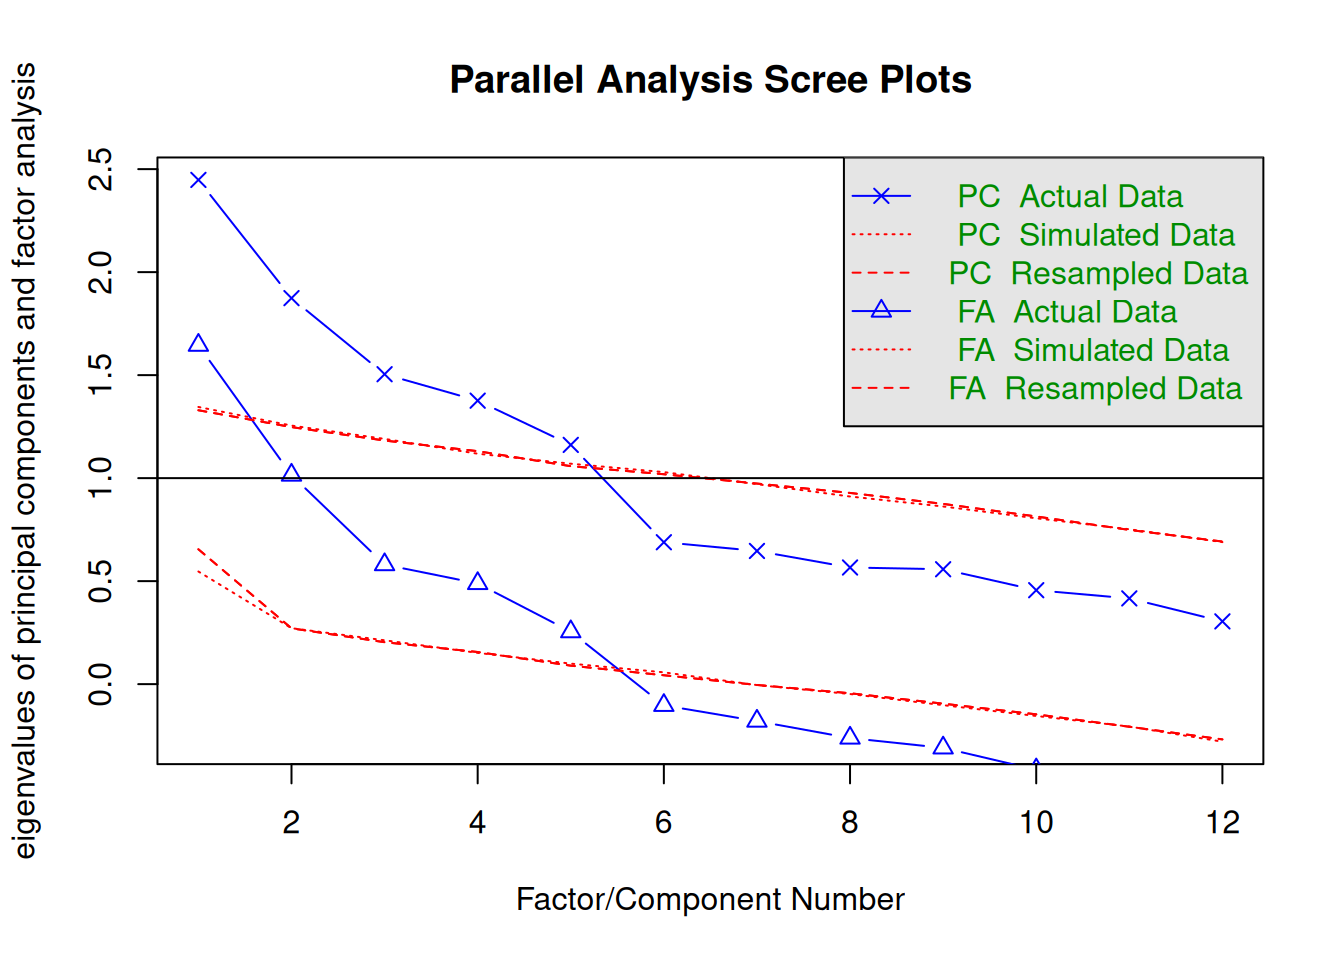 Parallel Analysis Scree Plots
eigenvalues of principal components and factor analysis
2.5
2.0
1.5
1.0
0.5
0.0
PC Actual Data
PC Simulated Data
PC Resampled Data
FA Actual Data
FA Simulated Data
FA Resampled Data
2 4 6 8 10 12
Factor/Component Number